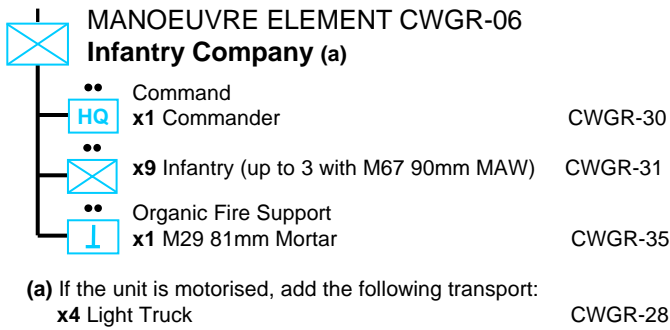 MANOEUVRE ELEMENT CWGR-06
Infantry Company (a)
Command
HQ x1 Commander CWGR-30
x9 Infantry (up to 3 with M67 90mm MAW) CWGR-31
Organic Fire Support
x1 M29 81mm Mortar CWGR-35
(a) If the unit is motorised, add the following transport:
x4 Light Truck CWGR-28